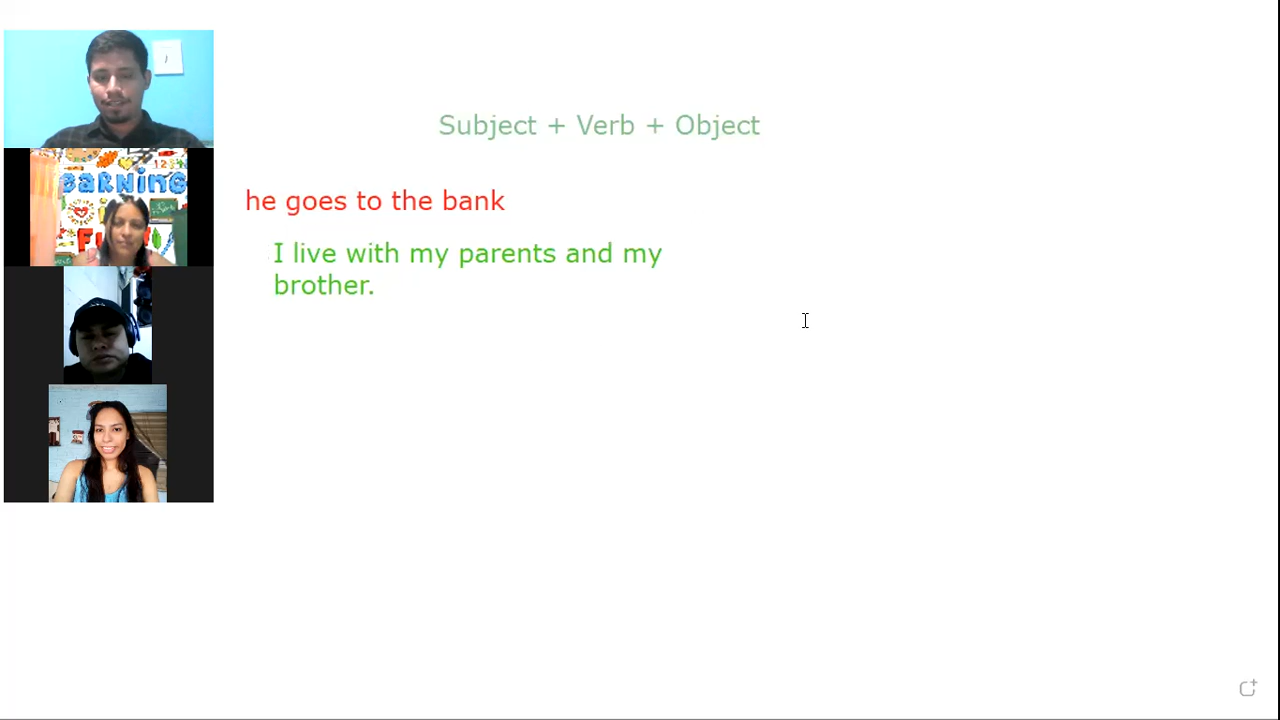 Subject + Verb + Object
he goes to the bank
I live with my parents and my
brother.